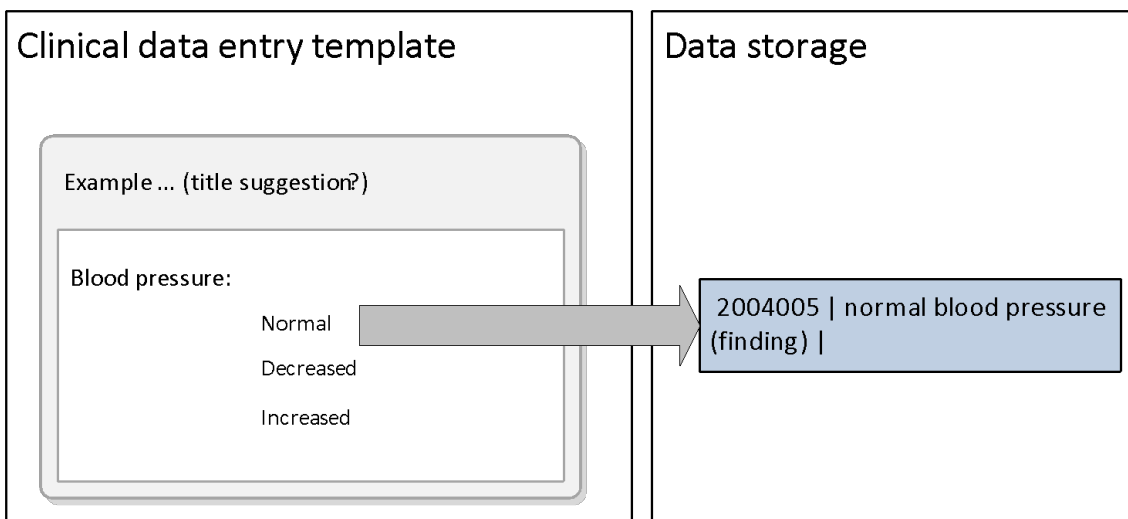 Clinical data entry template
Example ... (title suggestion?)
Blood pressure:
Normal
Decreased
Increased
Data storage
2004005 | normal blood pressure
(finding) |